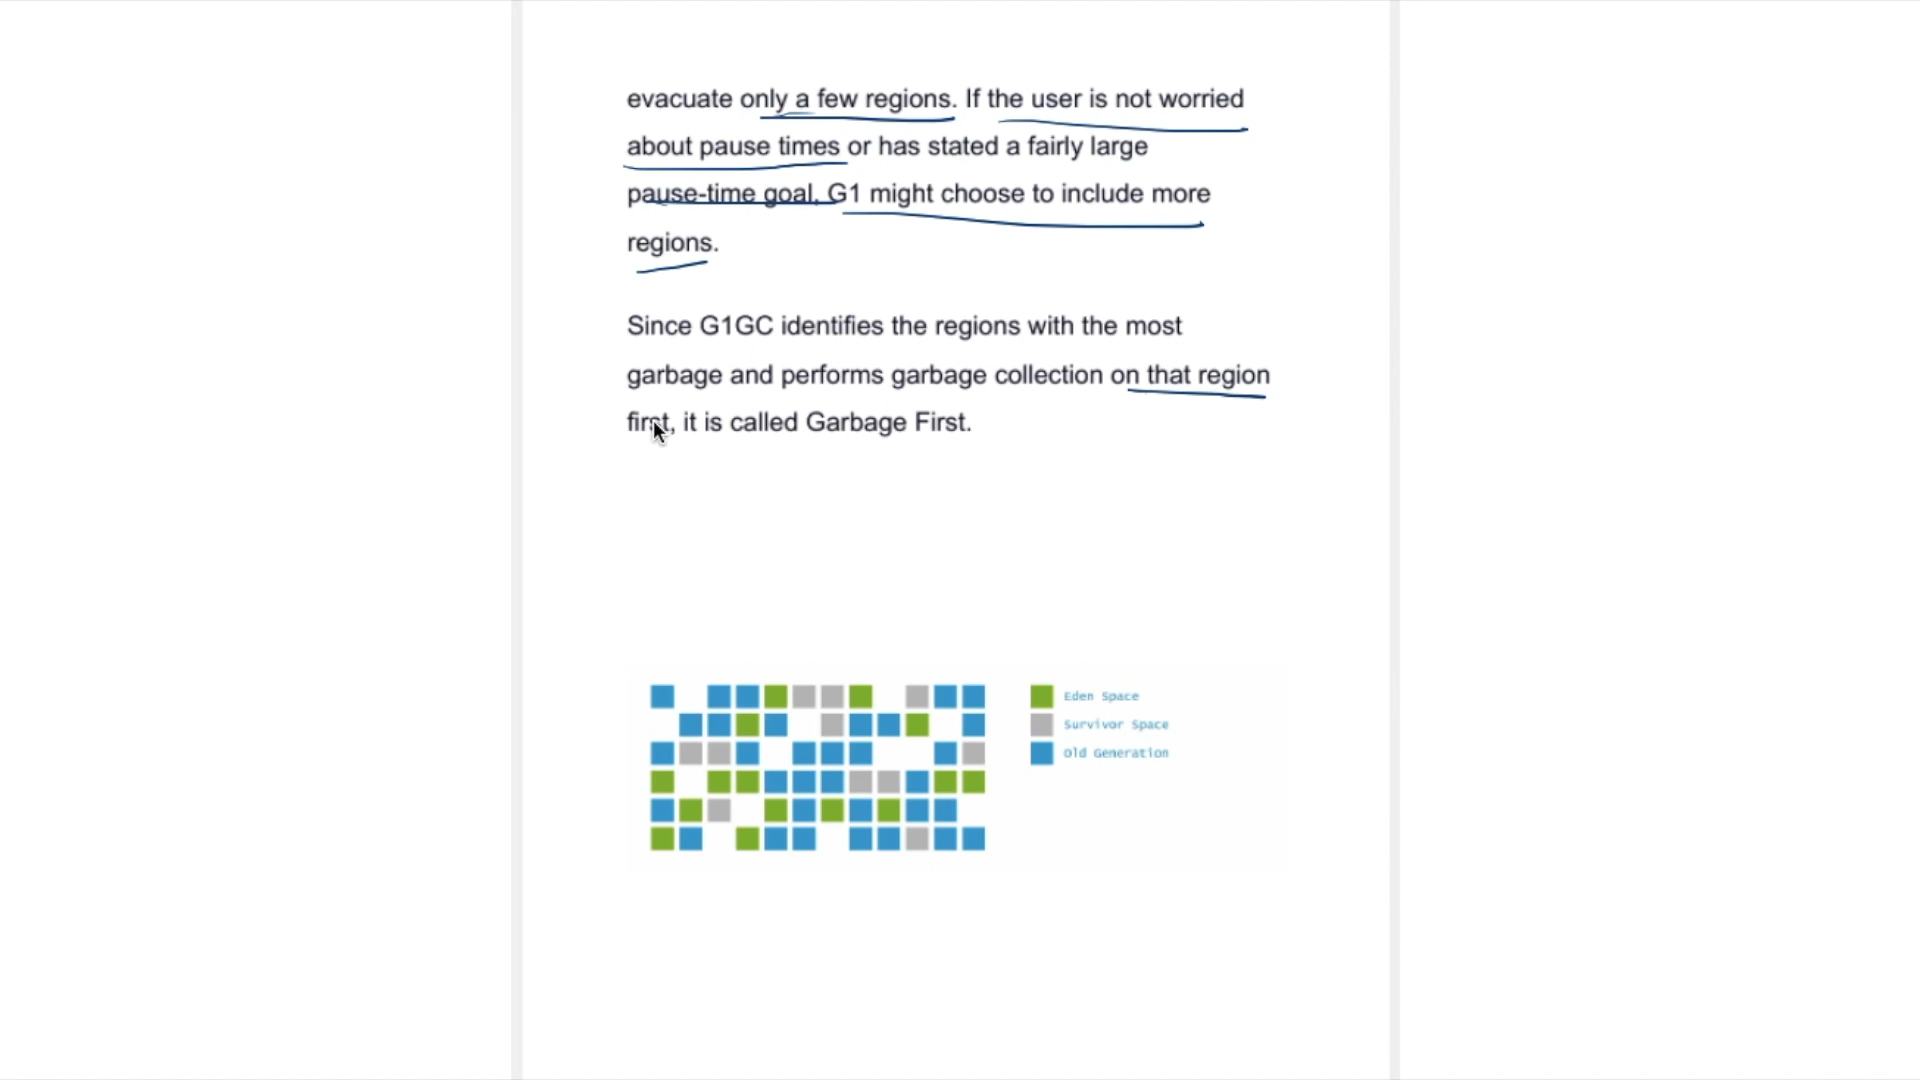 evacuate only a few regions. If the user is not worried
about pause times or has stated a fairly large
pause-time goal, G1 might choose to include more
regions.
Since G1GC identifies the regions with the most
garbage and performs garbage collection on that region
first, it is called Garbage First.
Eden Space
Survivor Space
Old Generation